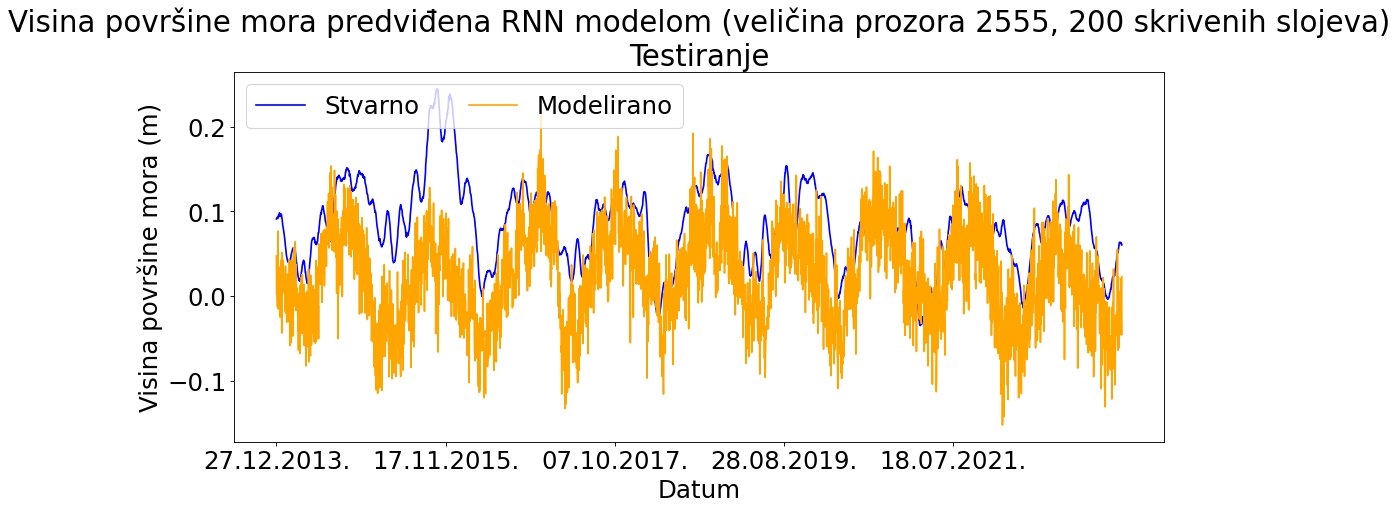 Visina površine mora predviđena RNN modelom (veličina prozora 2555, 200 skrivenih slojeva)
Testiranje
Stvarno
Modelirano
Visina površine mora (m)
0.2
0.1
0.0
−0.1
27.12.2013.
17.11.2015.
07.10.2017.
28.08.2019.
18.07.2021.
Datum